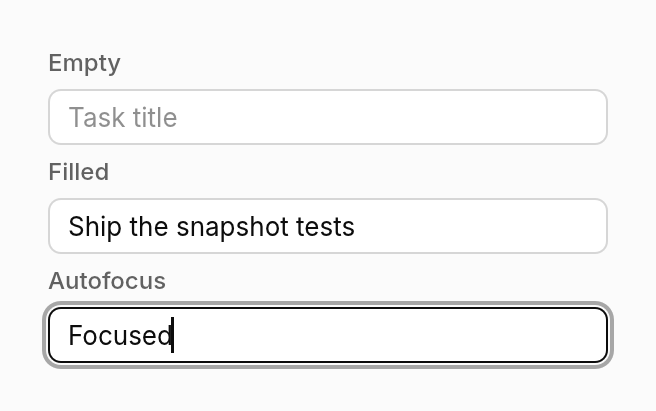 Empty
Task title
Filled
Ship the snapshot tests
Autofocus
Focused